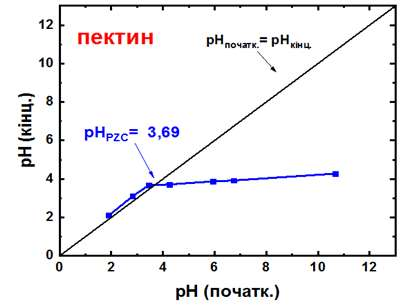 пектин
pHпочатк.= pHкінц.
pHPZC= 3,69
pH (кінц.)
12
10
8
6
4
2
0
0 2 4 6 8 10 12
pH (початк.)